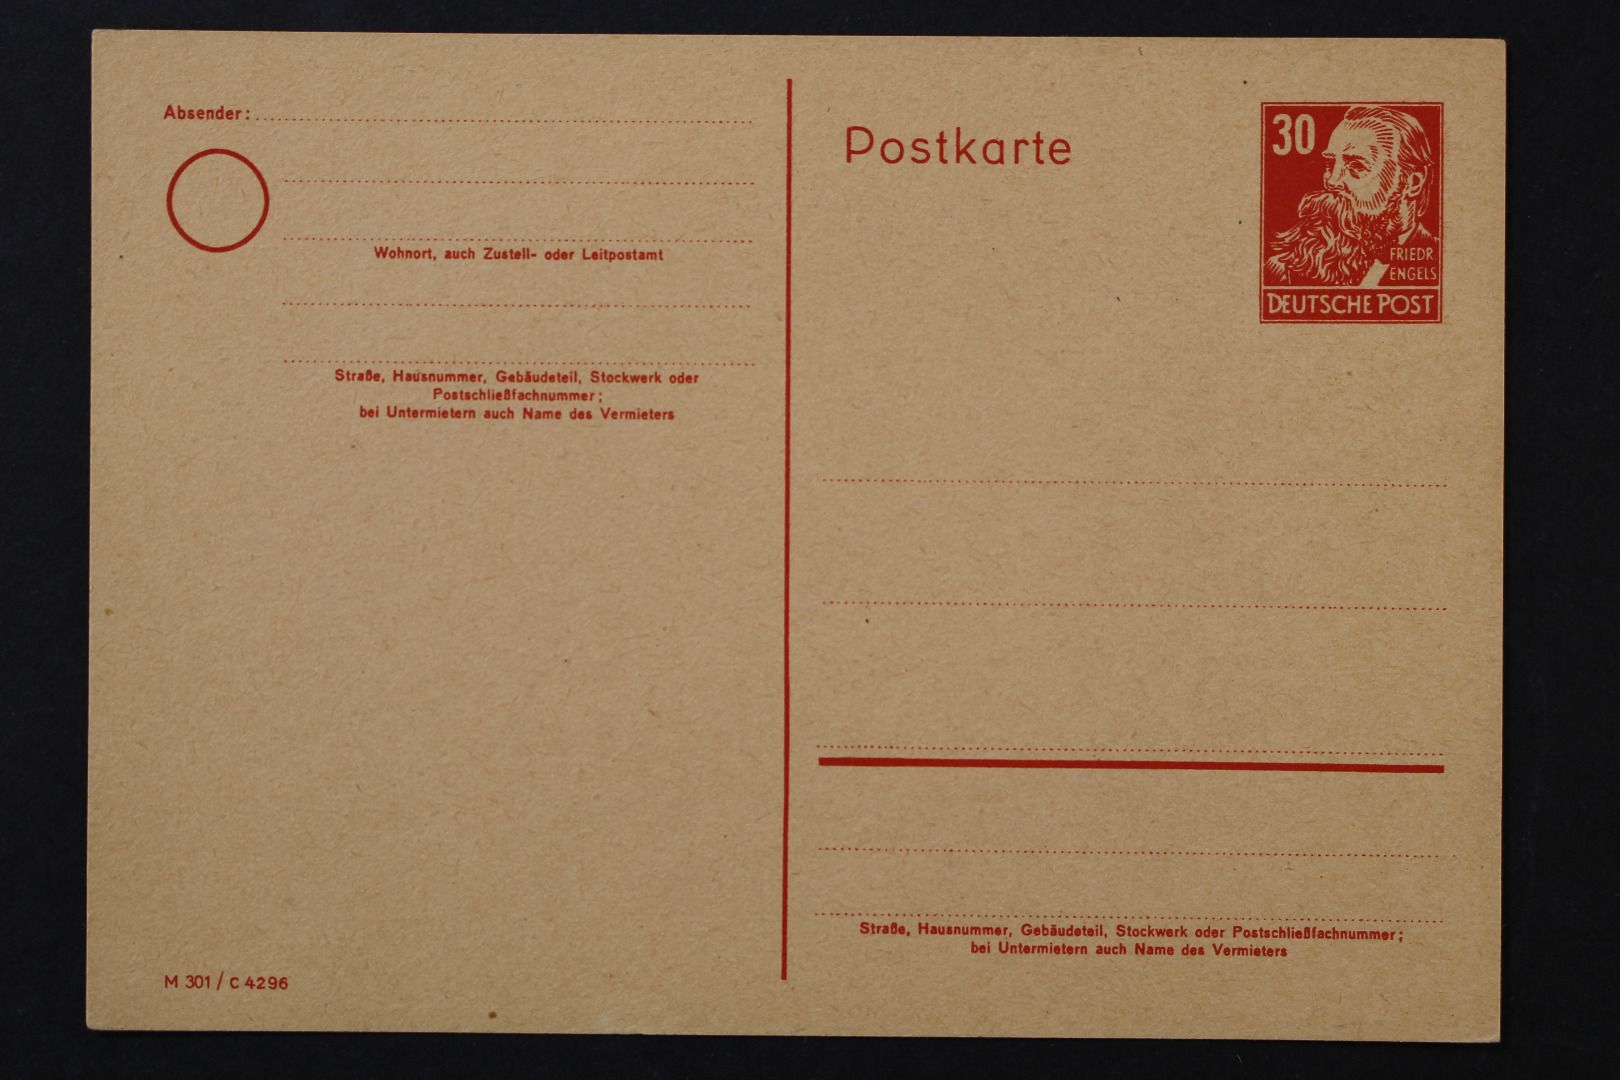 Absender:
Wohnort, auch Zustell- oder Leitpostamt
Straße, Hausnummer, Gebäudeteil, Stockwerk oder
Postschließfachnummer;
bei Untermietern auch Name des Vermieters
M 301 / C 4296
Postkarte
30
FRIEDR
ENGELS
DEUTSCHE POST
Straße, Hausnummer, Gebäudeteil, Stockwerk oder Postschließfachnummer;
bei Untermietern auch Name des Vermieters